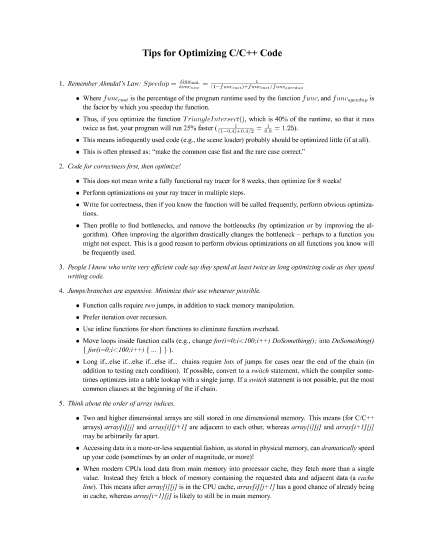 Tips for Optimizing C/C++ Code
1. Remember Ahmdal's Law: Speedup = time_old / time_new = 1 / ((1−func_cost)+func_cost/func_speedup)
• Where func_cost is the percentage of the program runtime used by the function func, and func_speedup is
the factor by which you speedup the function.
• Thus, if you optimize the function TriangleIntersect(), which is 40% of the runtime, so that it runs
twice as fast, your program will run 25% faster (1/((1−0.4)+0.4/2) = 1/0.8 = 1.25).
• This means infrequently used code (e.g., the scene loader) probably should be optimized little (if at all).
• This is often phrased as: “make the common case fast and the rare case correct.”
2. Code for correctness first, then optimize!
• This does not mean write a fully functional ray tracer for 8 weeks, then optimize for 8 weeks!
• Perform optimizations on your ray tracer in multiple steps.
• Write for correctness, then if you know the function will be called frequently, perform obvious optimiza-
tions.
• Then profile to find bottlenecks, and remove the bottlenecks (by optimization or by improving the al-
gorithm). Often improving the algorithm drastically changes the bottleneck – perhaps to a function you
might not expect. This is a good reason to perform obvious optimizations on all functions you know will
be frequently used.
3. People I know who write very efficient code say they spend at least twice as long optimizing code as they spend
writing code.
4. Jumps/branches are expensive. Minimize their use whenever possible.
• Function calls require two jumps, in addition to stack memory manipulation.
• Prefer iteration over recursion.
• Use inline functions for short functions to eliminate function overhead.
• Move loops inside function calls (e.g., change for(i=0;i<100;i++) DoSomething(); into DoSomething()
{ for(i=0;i<100;i++) { ... } } ).
• Long if...else if...else if...else if... chains require lots of jumps for cases near the end of the chain (in
addition to testing each condition). If possible, convert to a switch statement, which the compiler some-
times optimizes into a table lookup with a single jump. If a switch statement is not possible, put the most
common clauses at the beginning of the if chain.
5. Think about the order of array indices.
• Two and higher dimensional arrays are still stored in one dimensional memory. This means (for C/C++
arrays) array[i][j] and array[i][j+1] are adjacent to each other, whereas array[i][j] and array[i+1][j]
may be arbitrarily far apart.
• Accessing data in a more-or-less sequential fashion, as stored in physical memory, can dramatically speed
up your code (sometimes by an order of magnitude, or more)!
• When modern CPUs load data from main memory into processor cache, they fetch more than a single
value. Instead they fetch a block of memory containing the requested data and adjacent data (a cache
line). This means after array[i][j] is in the CPU cache, array[i][j+1] has a good chance of already being
in cache, whereas array[i+1][j] is likely to still be in main memory.